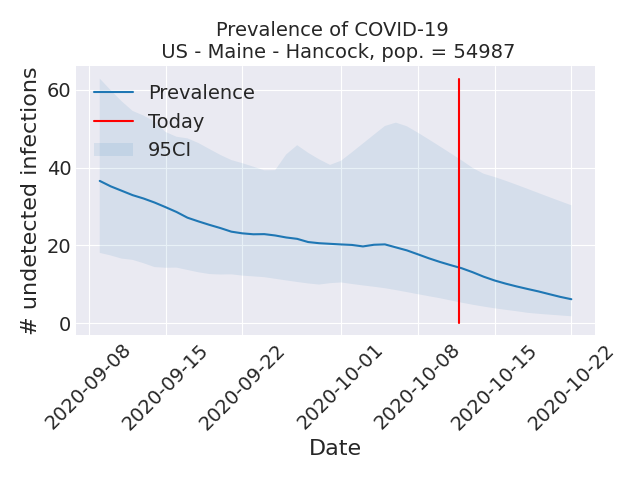 Prevalence of COVID-19
US - Maine - Hancock, pop. = 54987
# undetected infections
60
40
20
0
Prevalence
Today
95CI
2020-09-08
2020-09-15
2020-09-22
2020-10-01
2020-10-08
2020-10-15
2020-10-22
Date